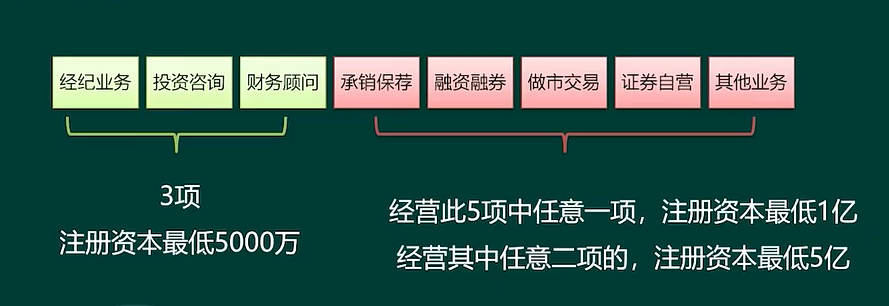 经纪业务 投资咨询 财务顾问 承销保荐 融资融券 做市交易 证券自营 其他业务
3项
注册资本最低5000万
经营此5项中任意一项，注册资本最低1亿
经营其中任意二项的，注册资本最低5亿